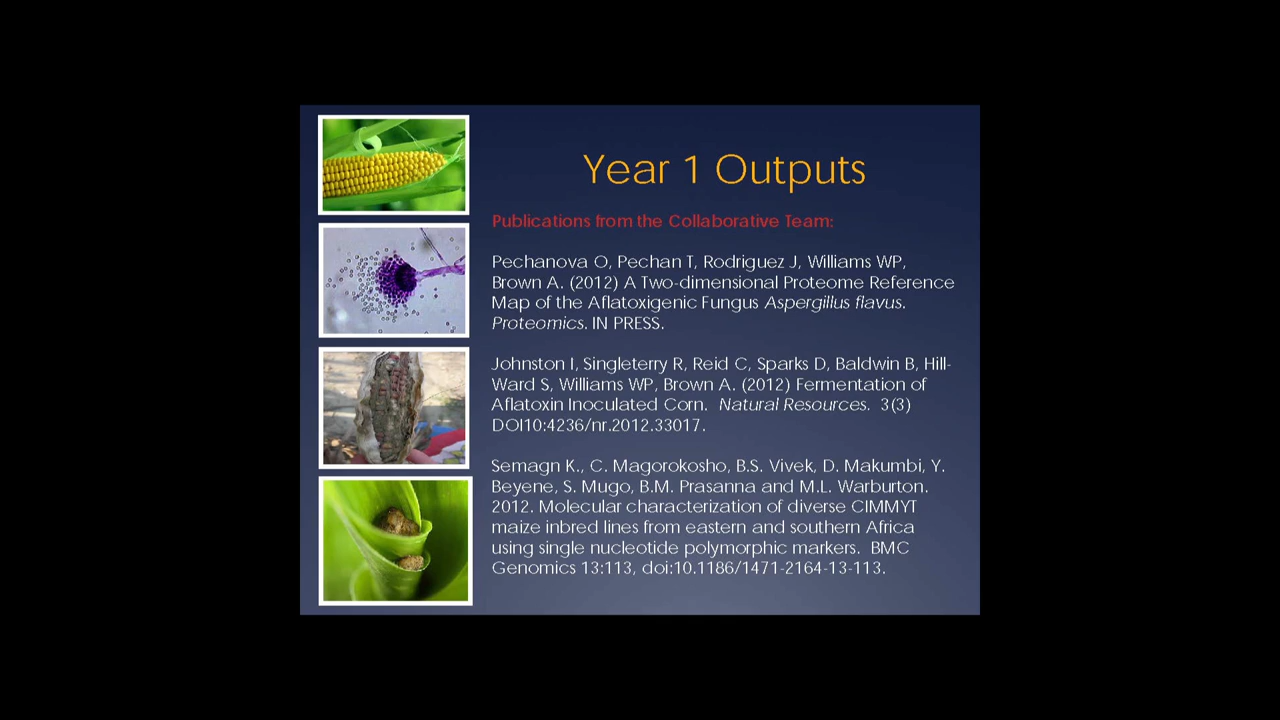 Year 1 Outputs
Publications from the Collaborative Team:
Pechanova O, Pechan T, Rodriguez J, Williams WP,
Brown A. (2012) A Two-dimensional Proteome Reference
Map of the Aflatoxigenic Fungus Aspergillus flavus.
Proteomics. IN PRESS.
Johnston I, Singleterry R, Reid C, Sparks D, Baldwin B, Hill-
Ward S, Williams WP, Brown A. (2012) Fermentation of
Aflatoxin Inoculated Corn. Natural Resources. 3(3)
DOI10:4236/nr.2012.33017.
Semagn K., C. Magorokosho, B.S. Vivek, D. Makumbi, Y.
Beyene, S. Mugo, B.M. Prasanna and M.L. Warburton.
2012. Molecular characterization of diverse CIMMYT
maize inbred lines from eastern and southern Africa
using single nucleotide polymorphic markers. BMC
Genomics 13:113, doi:10.1186/1471-2164-13-113.